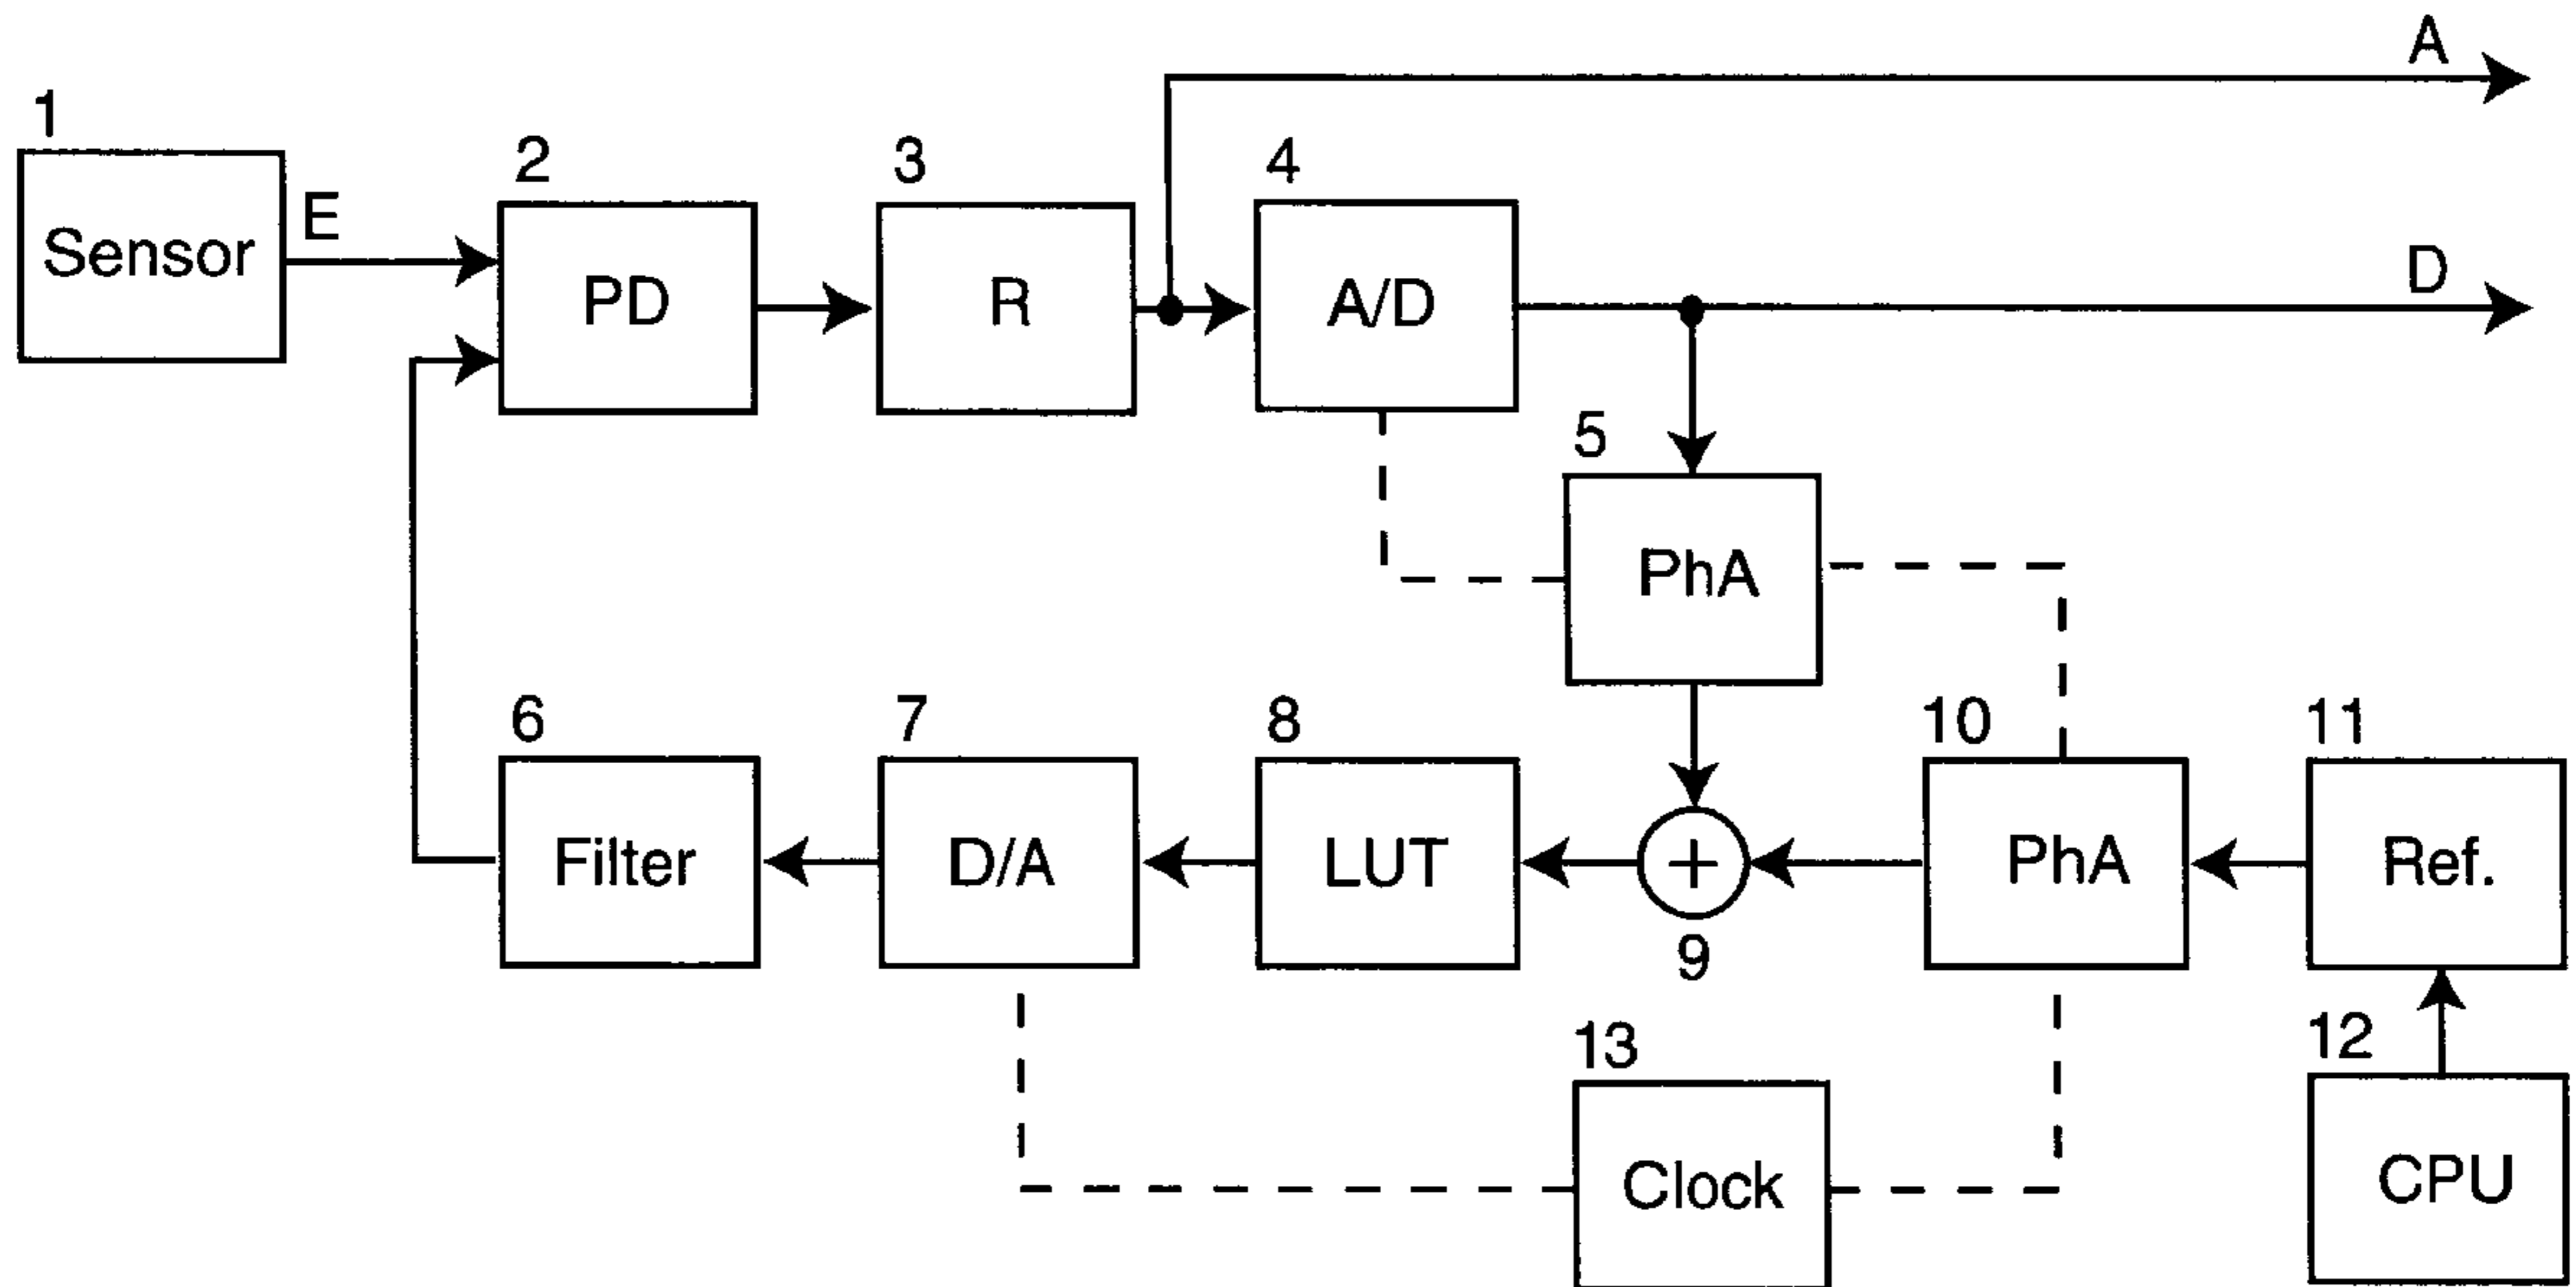 A
1
Sensor
E
2
PD
3
R
4
A/D
D
5
PhA
6
Filter
7
D/A
8
LUT
+
9
10
PhA
11
Ref.
12
CPU
13
Clock